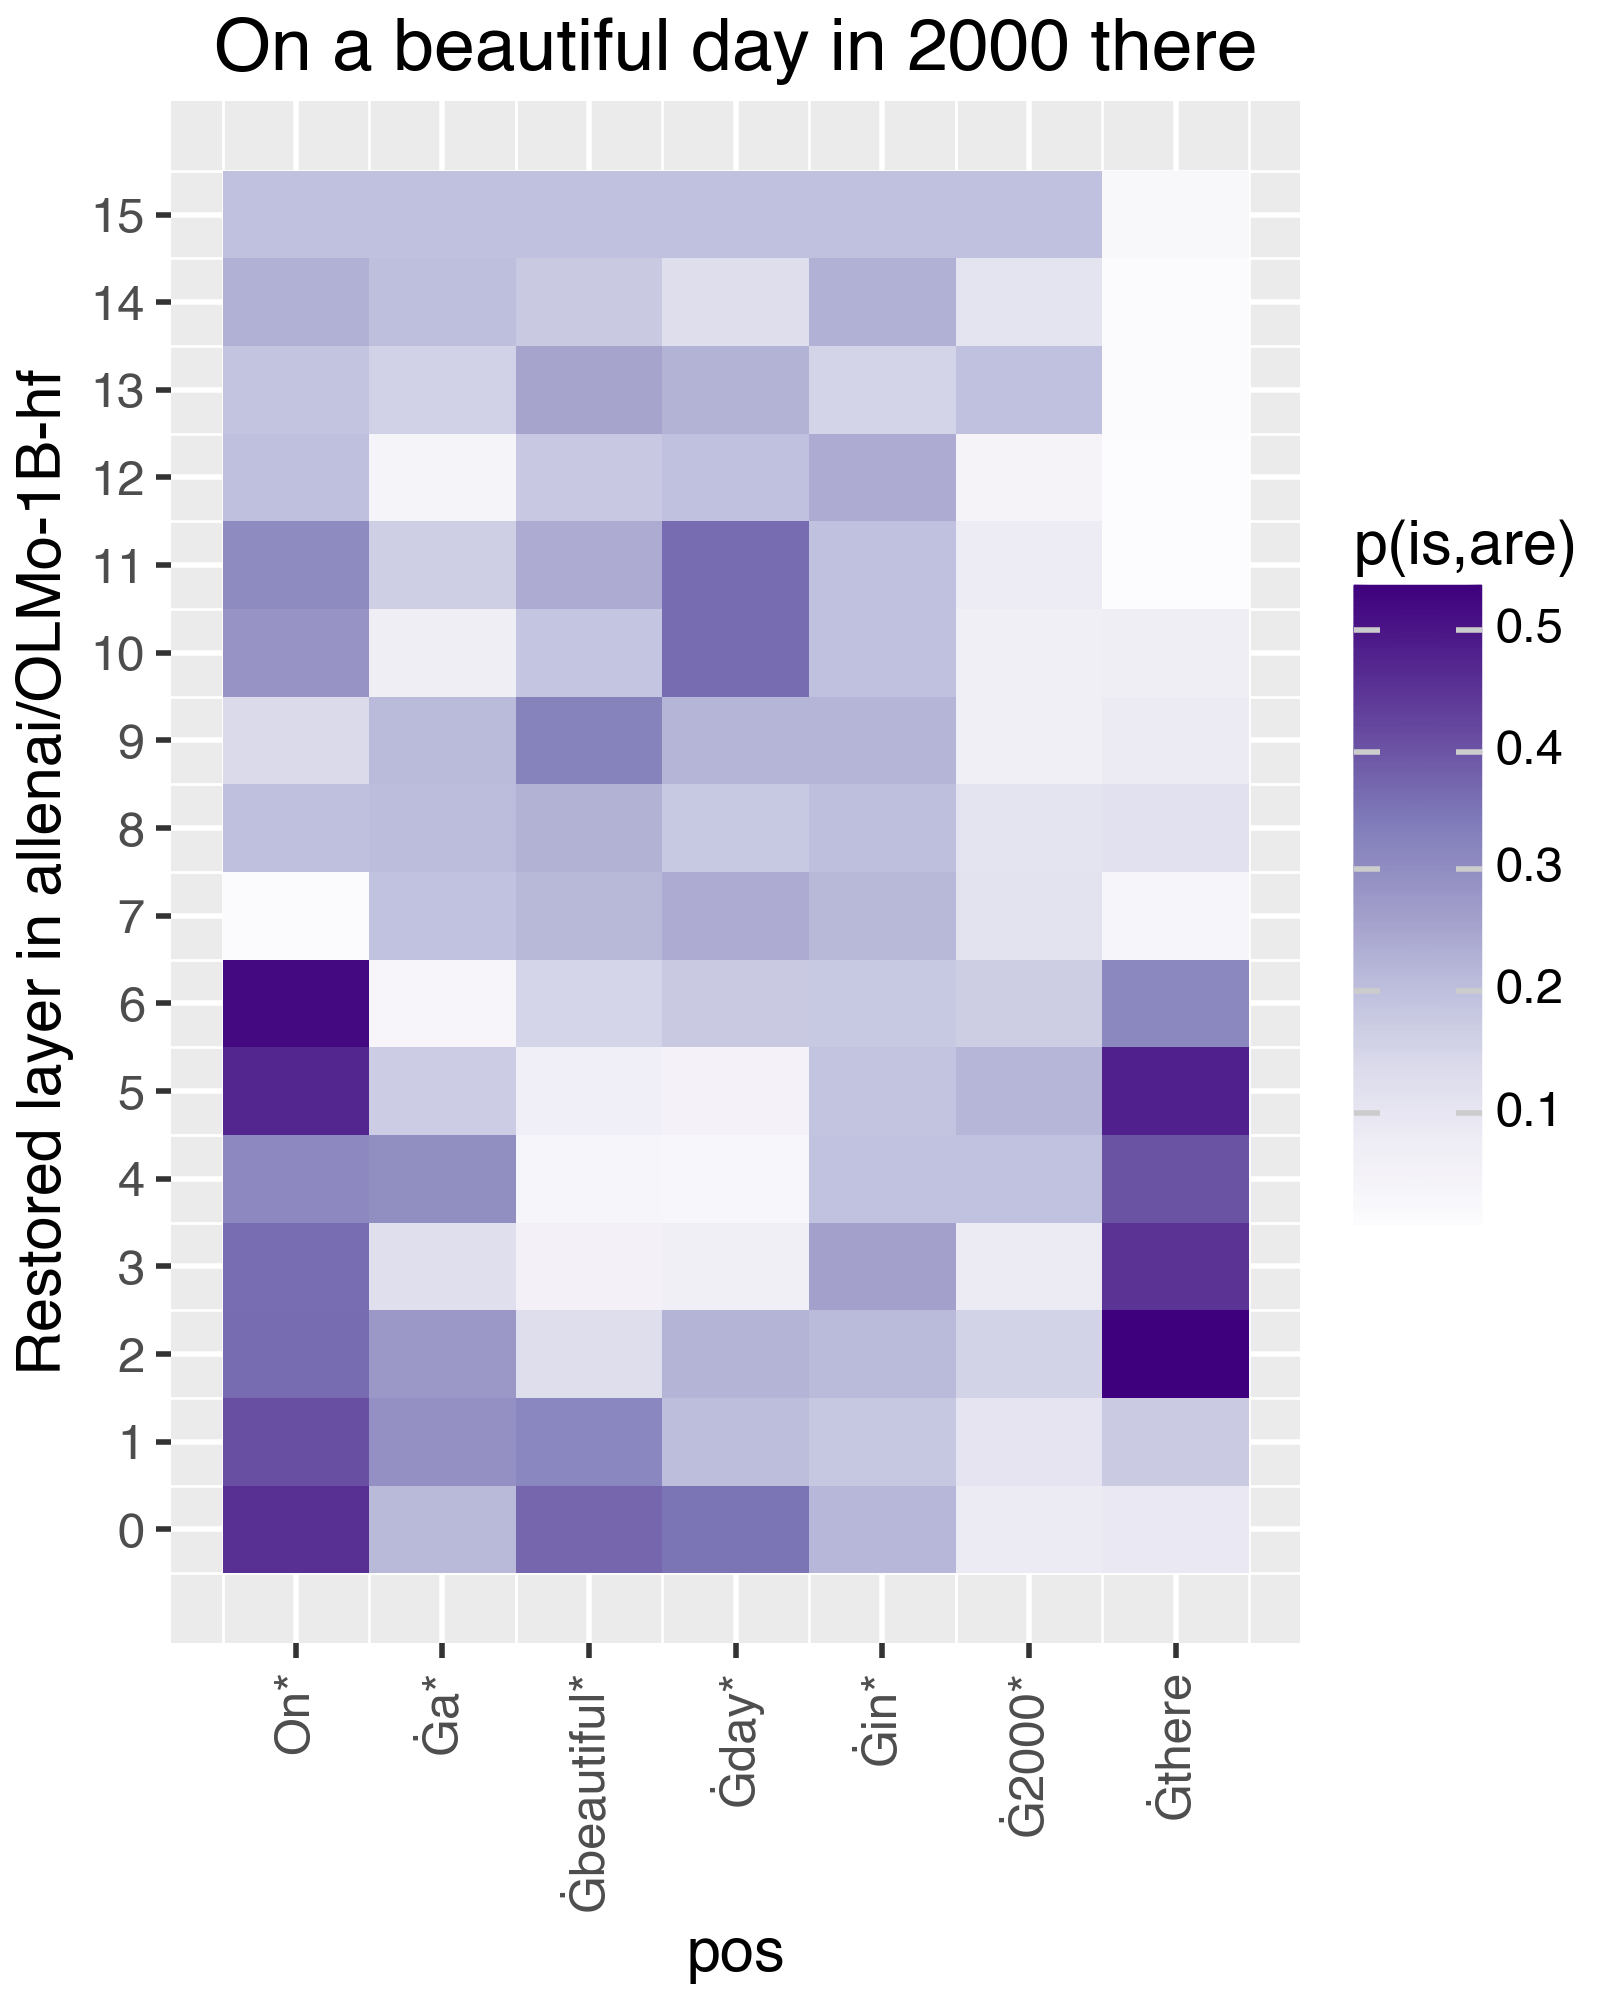 On a beautiful day in 2000 there
Restored layer in allenai/OLMo-1B-hf
15
14
13
12
11
10
9
8
7
6
5
4
3
2
1
0
On*
Ġa*
Ġbeautiful*
Ġday*
Ġin*
Ġ2000*
Ġthere
pos
p(is,are)
0.5
0.4
0.3
0.2
0.1